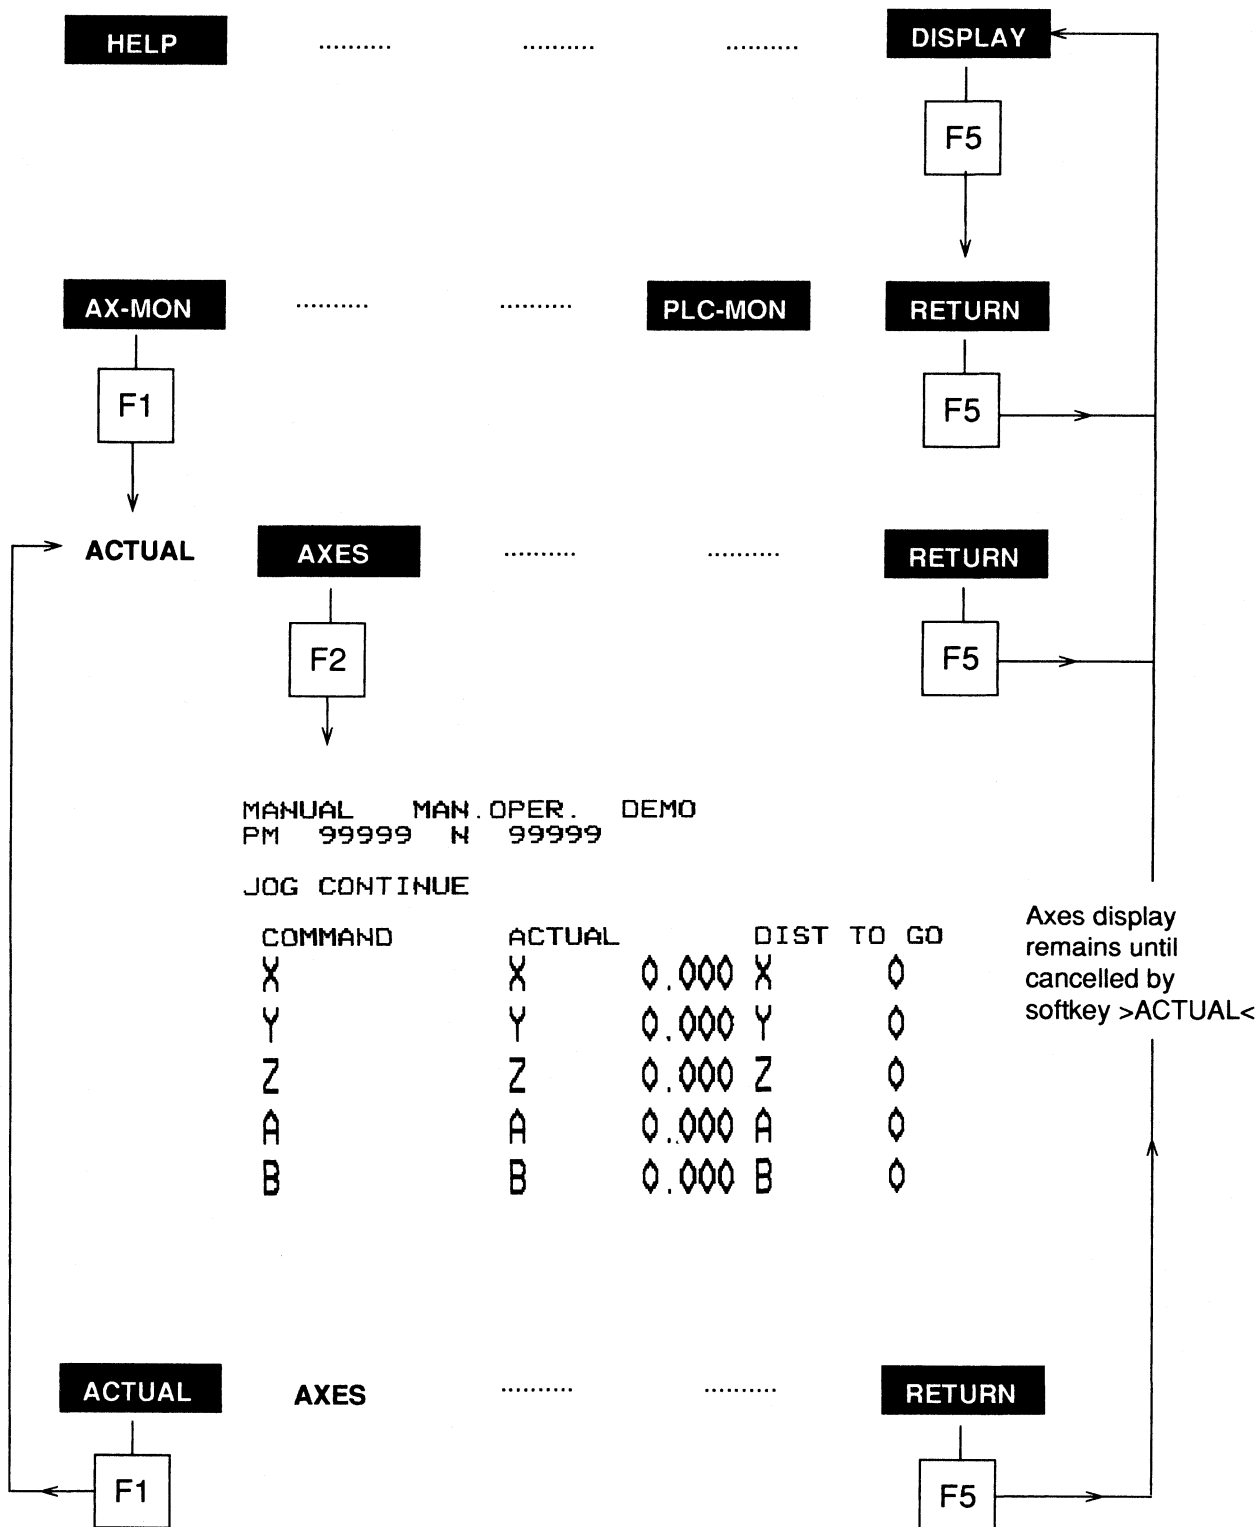 HELP .......... .......... .......... DISPLAY
F5
AX-MON .......... .......... PLC-MON RETURN
F1 F5
ACTUAL AXES .......... .......... RETURN
F2 F5
MANUAL MAN.OPER. DEMO
PM 99999 N 99999
JOG CONTINUE
COMMAND ACTUAL DIST TO GO
X X 0.000 X 0
Y Y 0.000 Y 0
Z Z 0.000 Z 0
A A 0.000 A 0
B B 0.000 B 0
Axes display
remains until
cancelled by
softkey >ACTUAL<
ACTUAL AXES .......... .......... RETURN
F1 F5